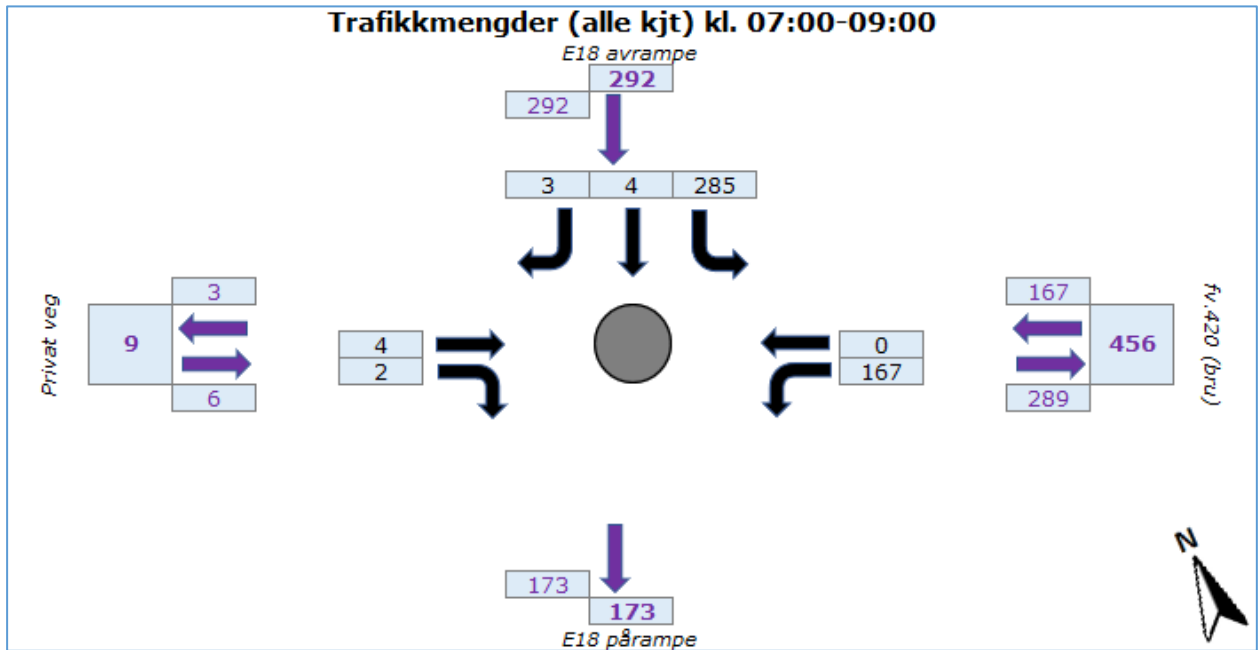 Trafikkmengder (alle kjt) kl. 07:00-09:00
E18 avrampe
292
292
3 4 285
Privat veg
3
9
6
4
2
0
167
167
456
289
fv.420 (bru)
173
173
E18 pårampe
N